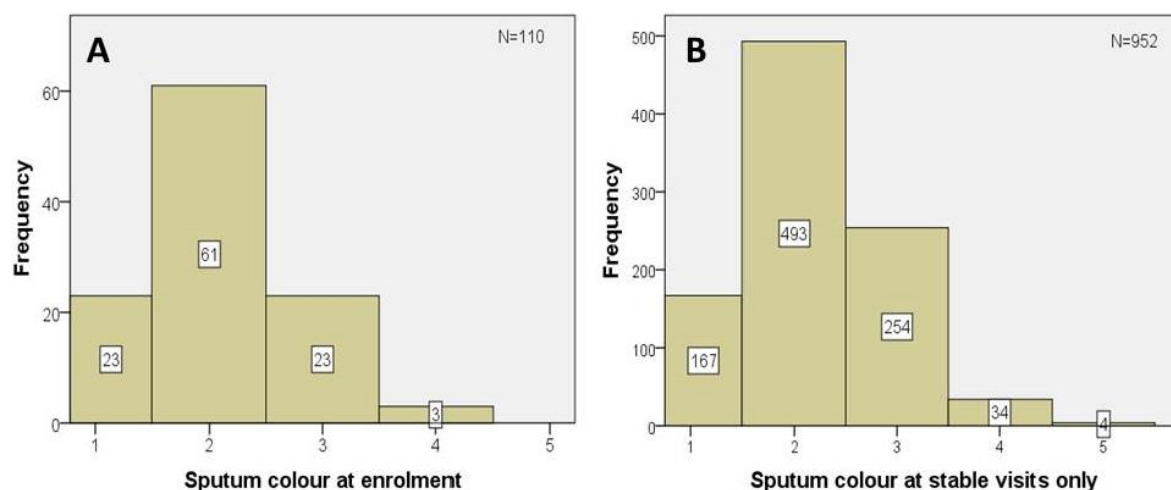 A
N=110
Frequency
60
40
20
0
23
61
23
3
1 2 3 4 5
Sputum colour at enrolment
B
N=952
Frequency
500
400
300
200
100
0
167
493
254
34
4
1 2 3 4 5
Sputum colour at stable visits only